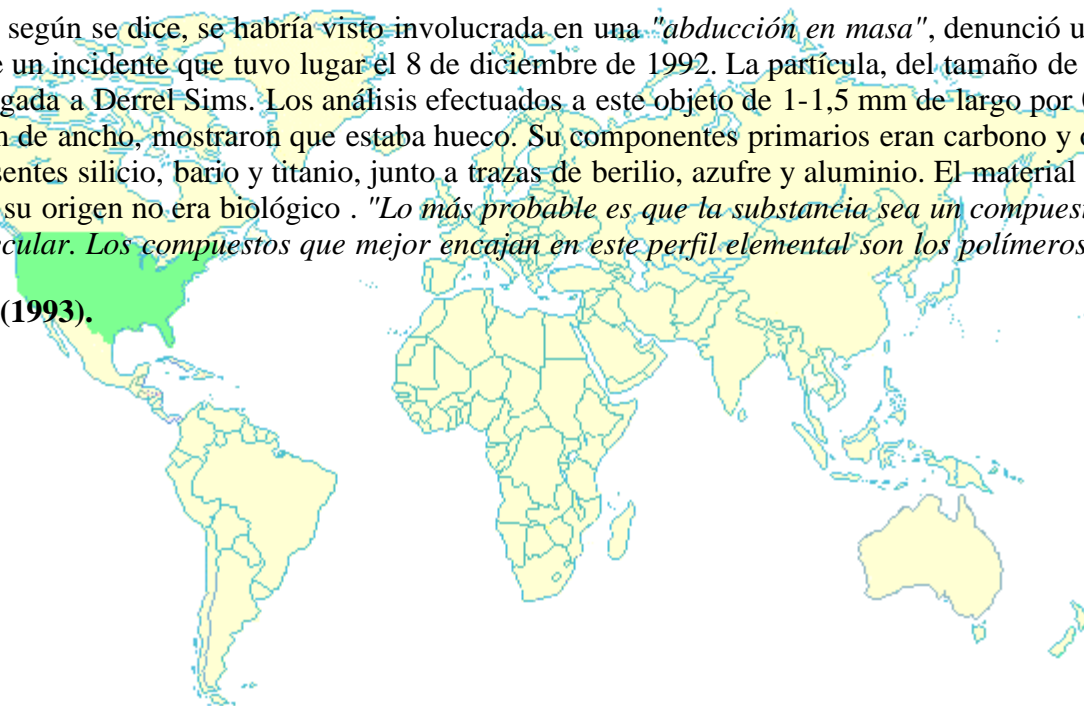 según se dice, se habría visto involucrada en una "abducción en masa", denunció u
un incidente que tuvo lugar el 8 de diciembre de 1992. La partícula, del tamaño de
gada a Derrel Sims. Los análisis efectuados a este objeto de 1-1,5 mm de largo por
de ancho, mostraron que estaba hueco. Su componentes primarios eran carbono y
sentes silicio, bario y titanio, junto a trazas de berilio, azufre y aluminio. El material
su origen no era biológico . "Lo más probable es que la substancia sea un compues
cular. Los compuestos que mejor encajan en este perfil elemental son los polímeros
(1993).